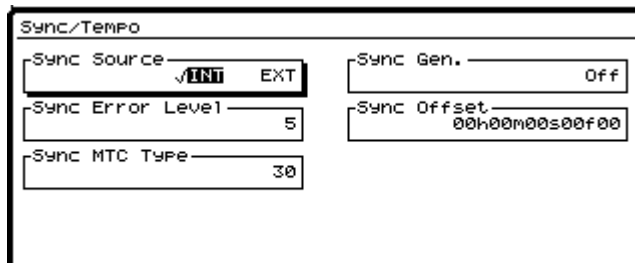 Sync/Tempo
Sync Source
√INT EXT
Sync Gen.
Off
Sync Error Level
5
Sync Offset
00h00m00s00f00
Sync MTC Type
30